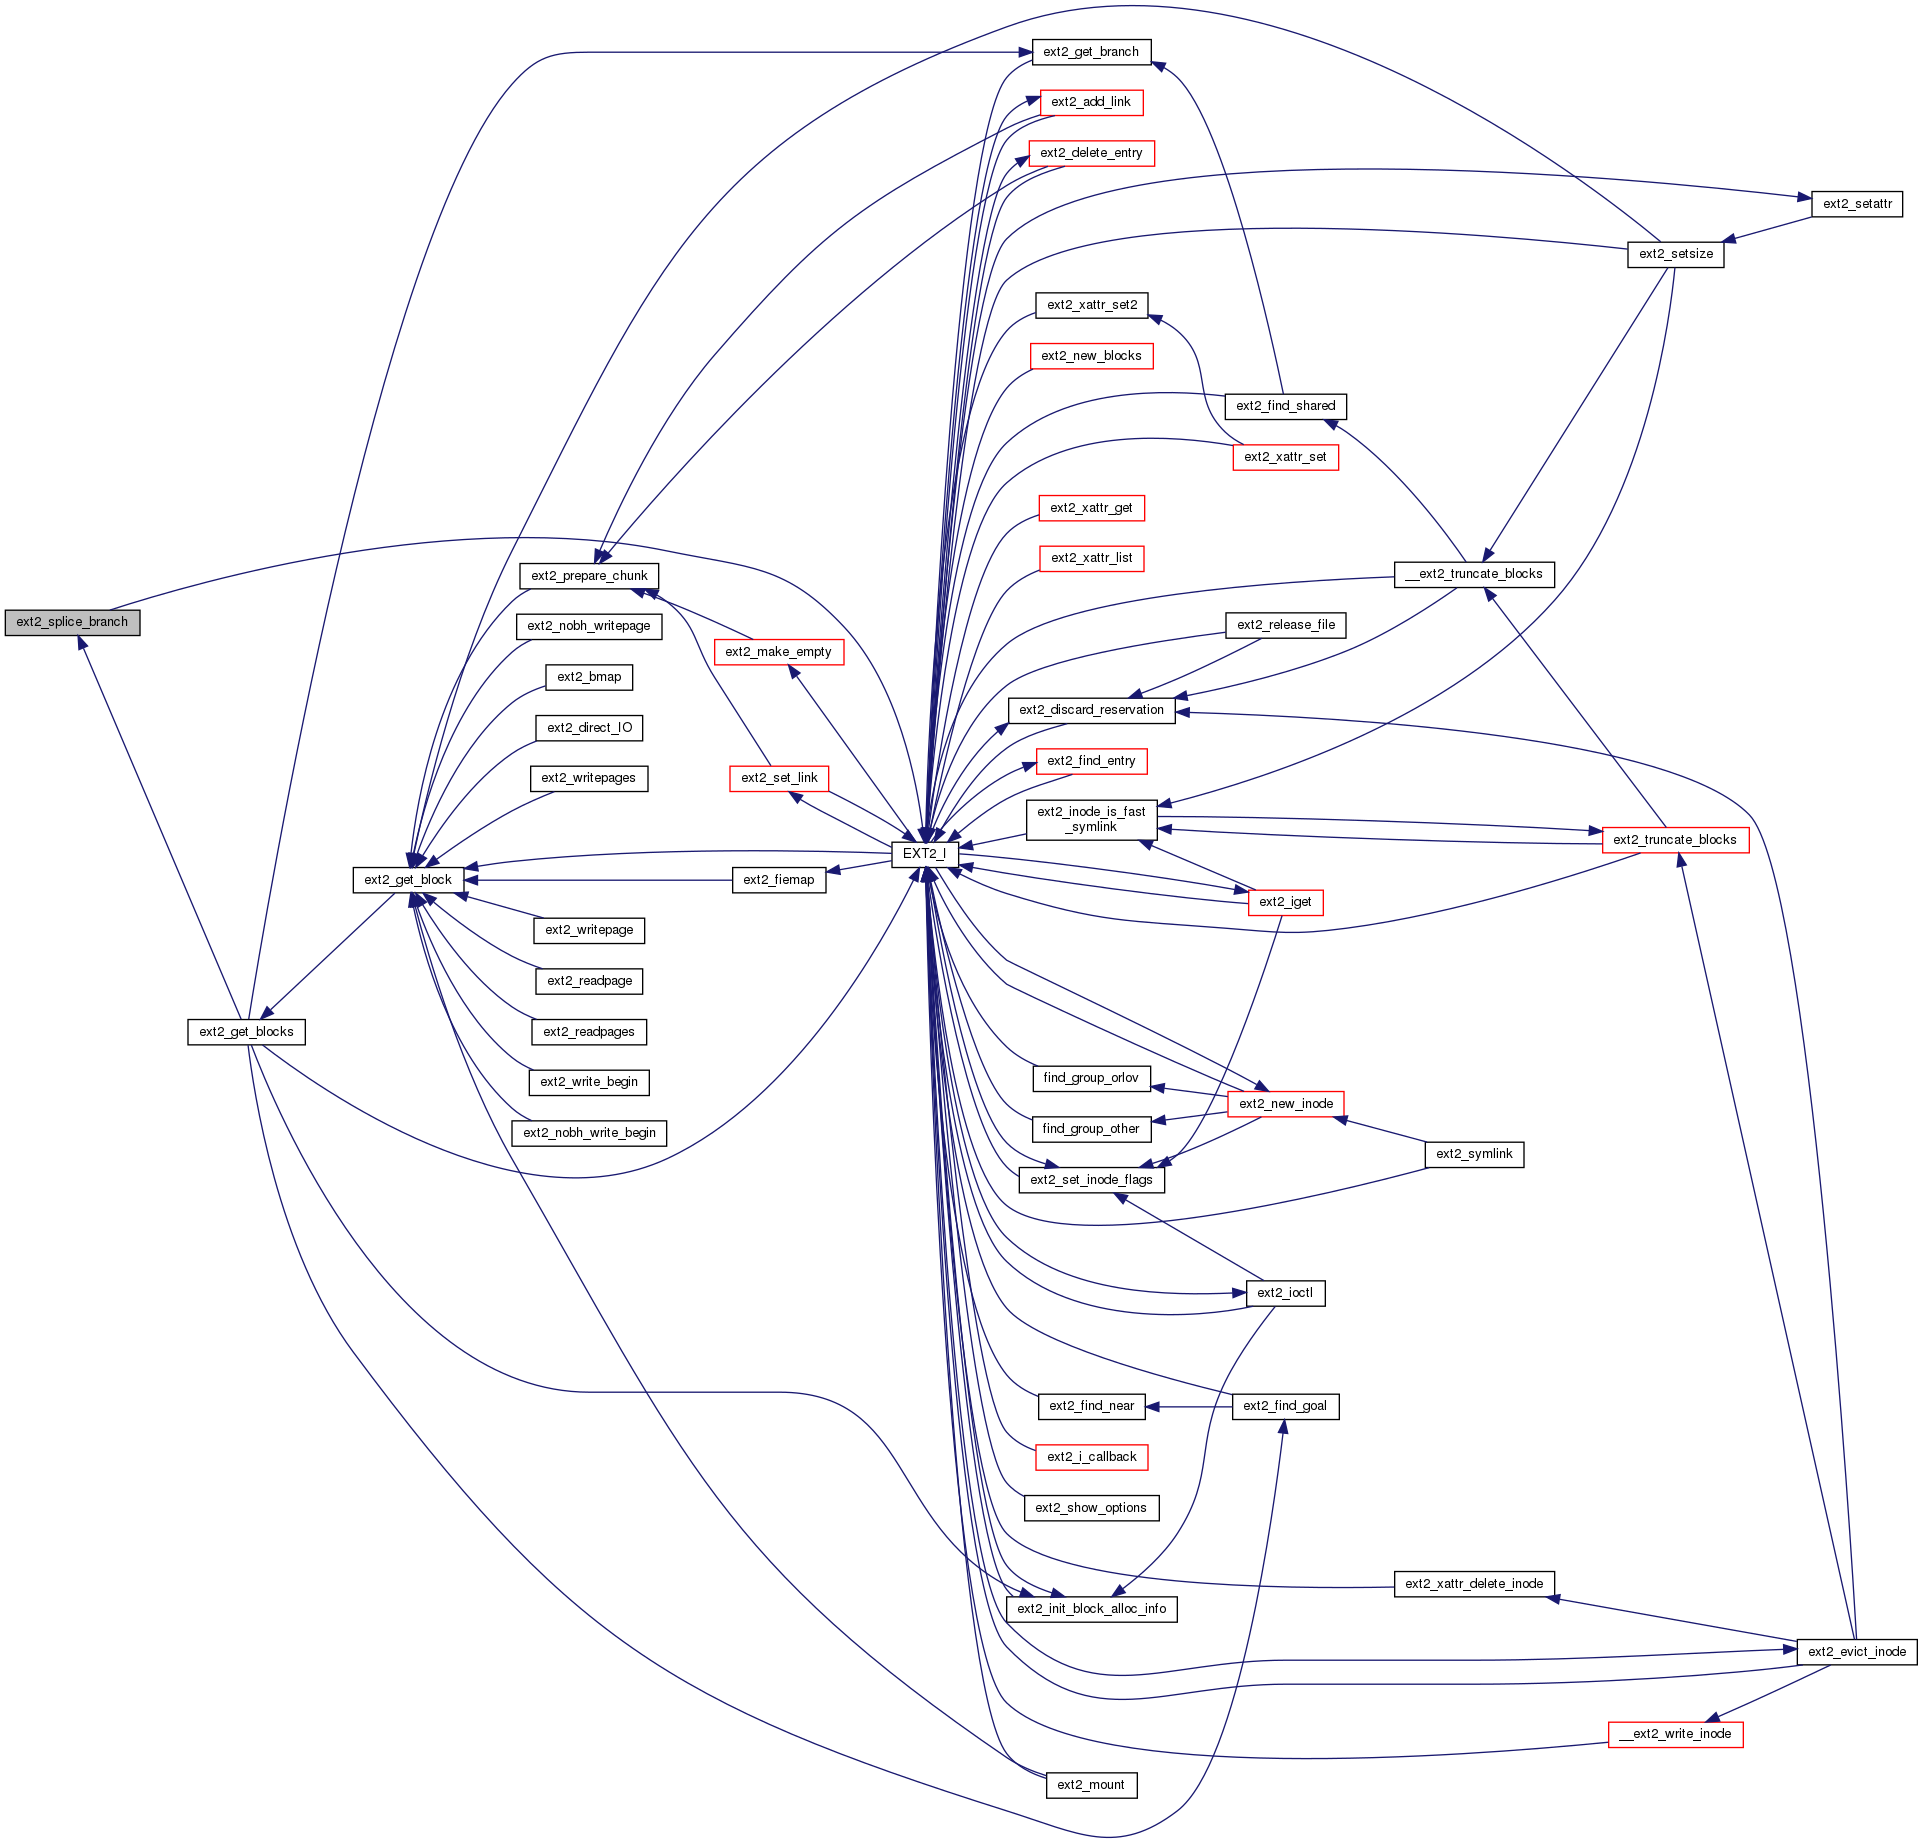 ext2_get_branch
ext2_add_link
ext2_delete_entry
ext2_setattr
ext2_setsize
ext2_xattr_set2
ext2_new_blocks
ext2_find_shared
ext2_xattr_set
ext2_xattr_get
ext2_xattr_list
ext2_prepare_chunk
__ext2_truncate_blocks
ext2_splice_branch
ext2_nobh_writepage
ext2_release_file
ext2_make_empty
ext2_bmap
ext2_discard_reservation
ext2_direct_IO
ext2_find_entry
ext2_writepages
ext2_set_link
ext2_inode_is_fast
_symlink
ext2_truncate_blocks
EXT2_I
ext2_get_block
ext2_fiemap
ext2_iget
ext2_writepage
ext2_readpage
ext2_get_blocks
ext2_readpages
ext2_write_begin
find_group_orlov
ext2_new_inode
ext2_nobh_write_begin
find_group_other
ext2_symlink
ext2_set_inode_flags
ext2_ioctl
ext2_find_near
ext2_find_goal
ext2_i_callback
ext2_show_options
ext2_xattr_delete_inode
ext2_init_block_alloc_info
ext2_evict_inode
__ext2_write_inode
ext2_mount